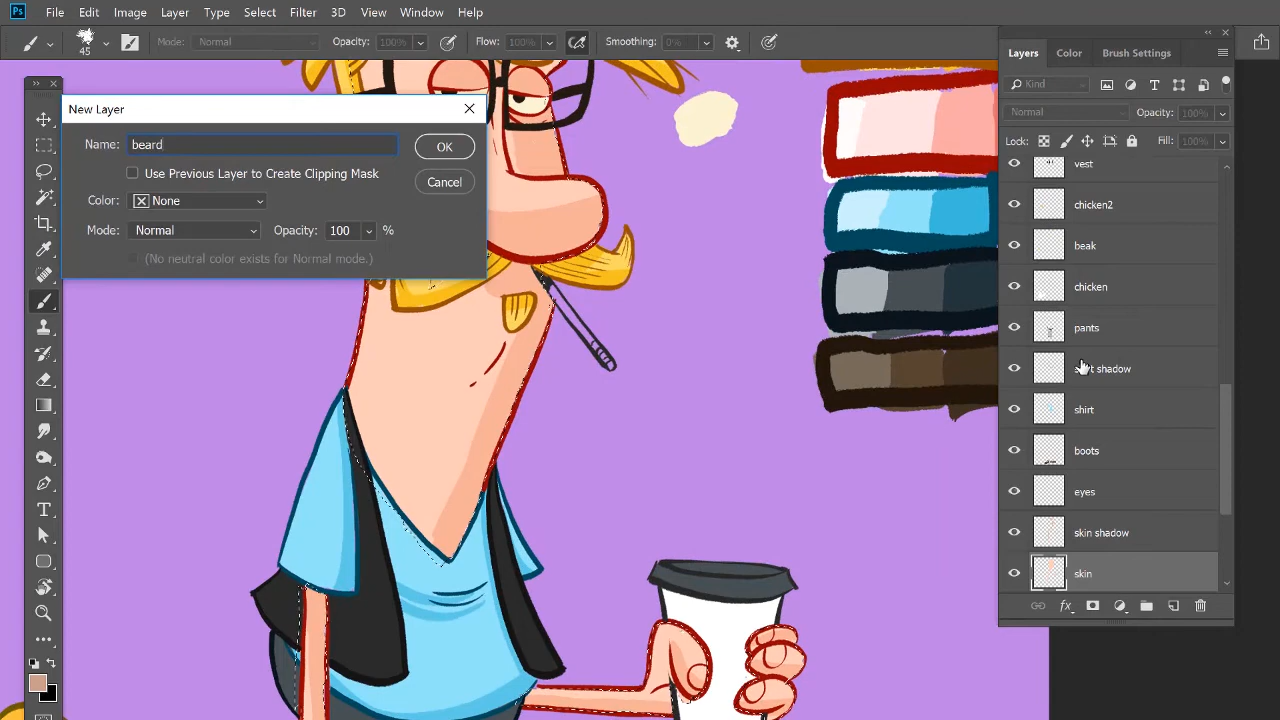 Ps File Edit Image Layer Type Select Filter 3D View Window Help
45 Mode: Normal Opacity: 100% Flow: 100% Smoothing: 0%
New Layer
Name: beard OK
Use Previous Layer to Create Clipping Mask
Cancel
Color: None
Mode: Normal Opacity: 100 %
(No neutral color exists for Normal mode.)
Layers Color Brush Settings
Kind
Normal Opacity: 100%
Lock: Fill: 100%
vest
chicken2
beak
chicken
pants
shadow
shirt
boots
eyes
skin shadow
skin
fx